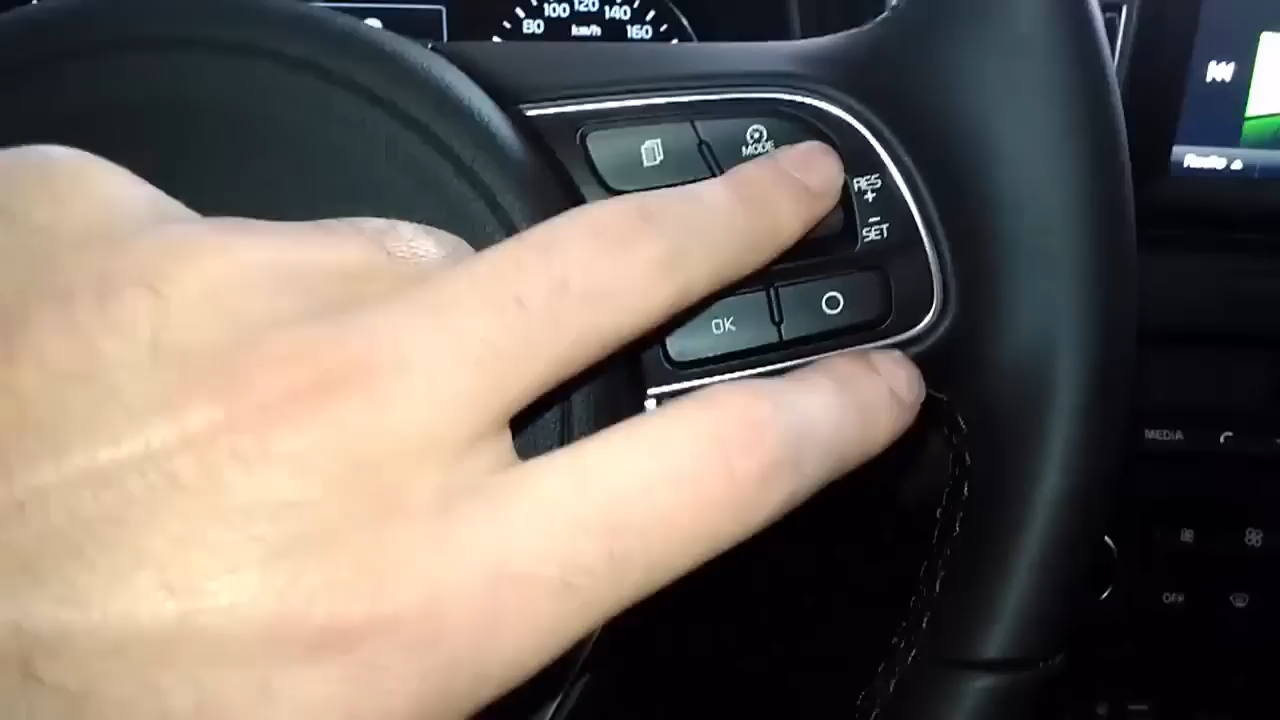 100 120 140
80 km/h 160
MODE
RES
+
-
SET
OK
Radio
MEDIA
OFF